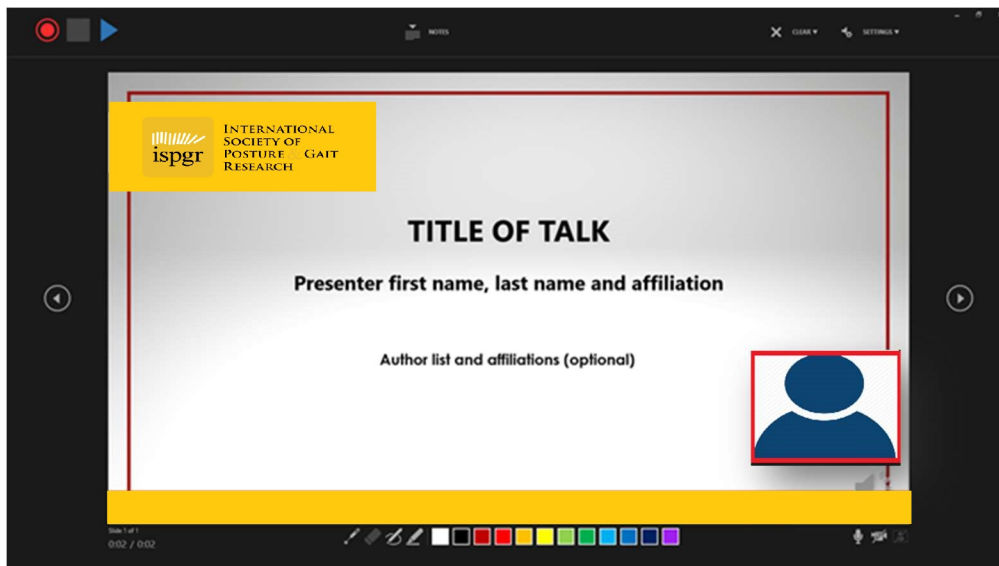 NOTES
CLEAR ▼
SETTINGS ▼
ispgr
INTERNATIONAL
SOCIETY OF
POSTURE & GAIT
RESEARCH
TITLE OF TALK
Presenter first name, last name and affiliation
Author list and affiliations (optional)
Slide 1 of 1
0:02 / 0:02